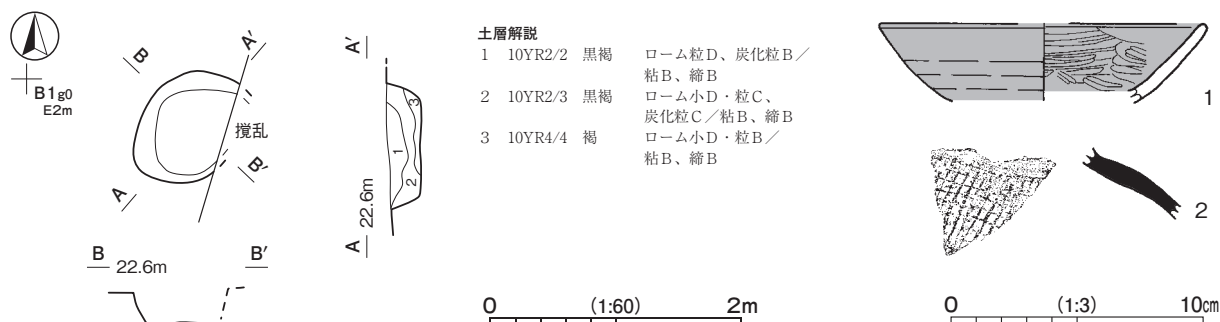 B1g0
E2m
B
A′
撹乱
B′
A
B 22.6m B′
A′
3
1
2
A 22.6m
土層解説
1 10YR2/2 黒褐 ローム粒D、炭化粒B/
粘B、締B
2 10YR2/3 黒褐 ローム小D・粒C、
炭化粒C/粘B、締B
3 10YR4/4 褐 ローム小D・粒B/
粘B、締B
0 (1:60) 2m
1
2
0 (1:3) 10cm